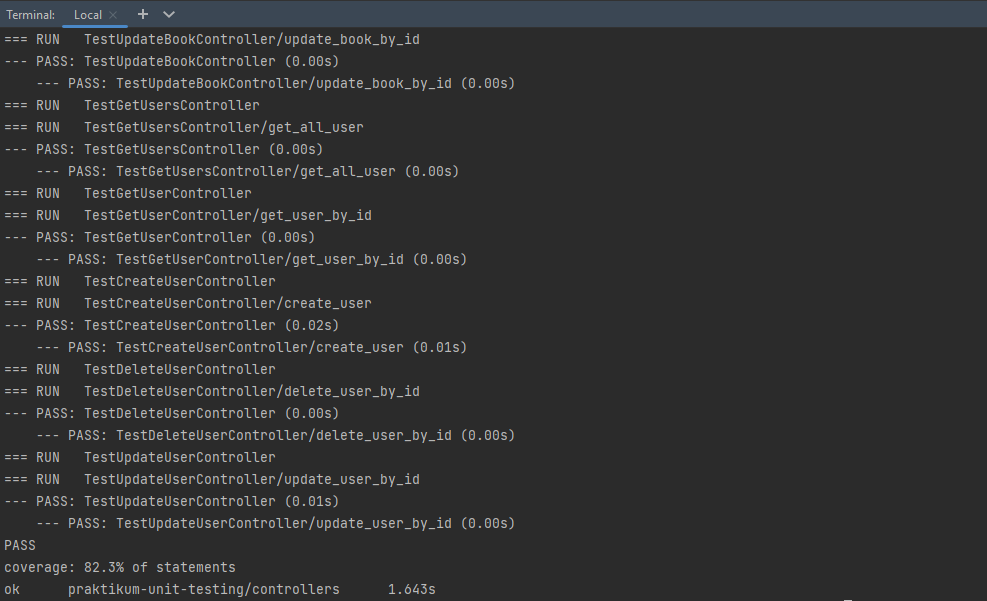 Terminal: Local × + 
=== RUN   TestUpdateBookController/update_book_by_id
--- PASS: TestUpdateBookController (0.00s)
    --- PASS: TestUpdateBookController/update_book_by_id (0.00s)
=== RUN   TestGetUsersController
=== RUN   TestGetUsersController/get_all_user
--- PASS: TestGetUsersController (0.00s)
    --- PASS: TestGetUsersController/get_all_user (0.00s)
=== RUN   TestGetUserController
=== RUN   TestGetUserController/get_user_by_id
--- PASS: TestGetUserController (0.00s)
    --- PASS: TestGetUserController/get_user_by_id (0.00s)
=== RUN   TestCreateUserController
=== RUN   TestCreateUserController/create_user
--- PASS: TestCreateUserController (0.02s)
    --- PASS: TestCreateUserController/create_user (0.01s)
=== RUN   TestDeleteUserController
=== RUN   TestDeleteUserController/delete_user_by_id
--- PASS: TestDeleteUserController (0.00s)
    --- PASS: TestDeleteUserController/delete_user_by_id (0.00s)
=== RUN   TestUpdateUserController
=== RUN   TestUpdateUserController/update_user_by_id
--- PASS: TestUpdateUserController (0.01s)
    --- PASS: TestUpdateUserController/update_user_by_id (0.00s)
PASS
coverage: 82.3% of statements
ok      praktikum-unit-testing/controllers      1.643s